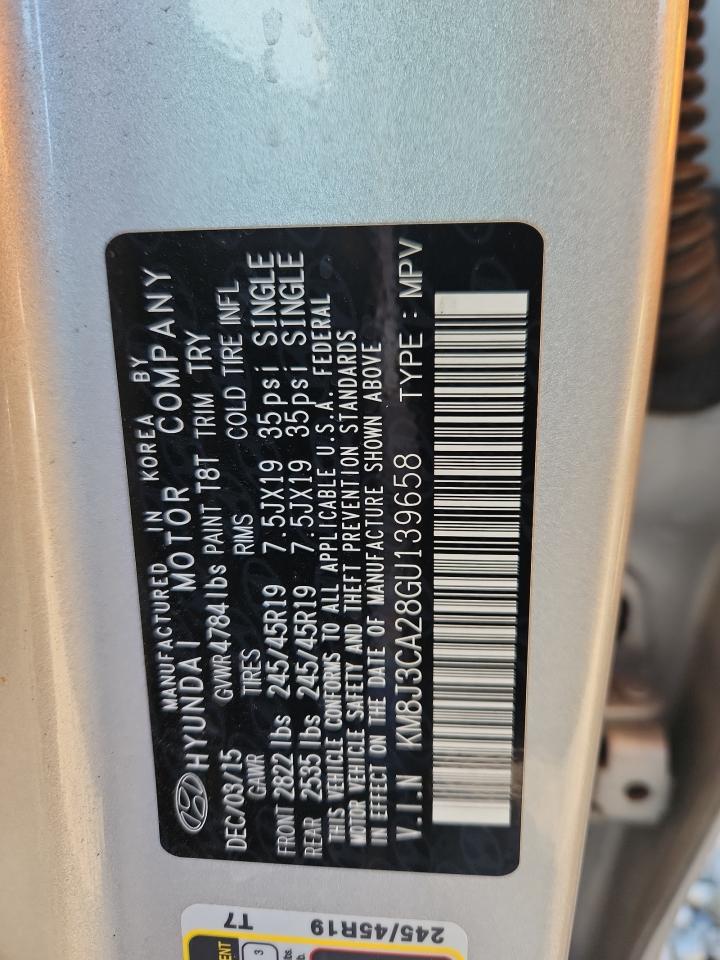 MANUFACTURED IN KOREA BY
HYUNDAI MOTOR COMPANY
DEC/03/15 GVWR 4784 lbs PAINT T8T TRIM TRY
GAWR TIRES RIMS COLD TIRE INFL
FRONT 2822 lbs 245/45R19 7.5JX19 35psi SINGLE
REAR 2535 lbs 245/45R19 7.5JX19 35psi SINGLE
THIS VEHICLE CONFORMS TO ALL APPLICABLE U.S.A. FEDERAL
MOTOR VEHICLE SAFETY AND THEFT PREVENTION STANDARDS
IN EFFECT ON THE DATE OF MANUFACTURE SHOWN ABOVE
V.I.N KM8J3CA28GU139658 TYPE : MPV
T7
245/45R19
3